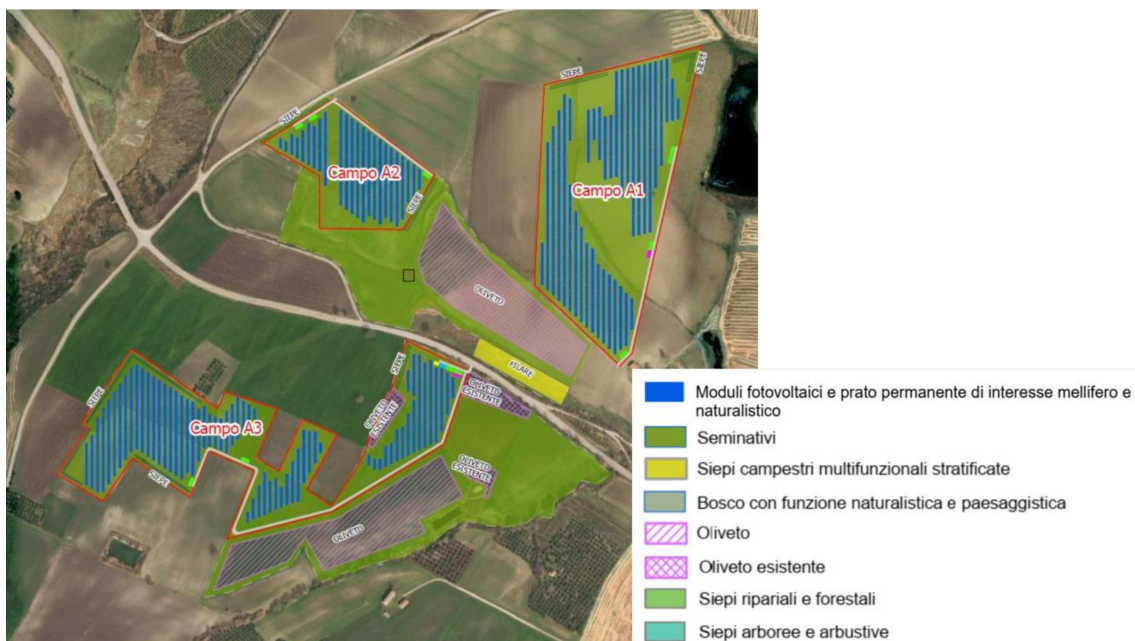 SIEPE
SIEPE
SIEPE
Campo A2
Campo A1
SIEPE
OLIVETO
FILARE
SIEPE
OLIVETO
ESISTENTE
OLIVETO
ESISTENTE
SIEPE
Campo A3
OLIVETO
ESISTENTE
SIEPE
OLIVETO
Moduli fotovoltaici e prato permanente di interesse mellifero e
naturalistico
Seminativi
Siepi campestri multifunzionali stratificate
Bosco con funzione naturalistica e paesaggistica
Oliveto
Oliveto esistente
Siepi ripariali e forestali
Siepi arboree e arbustive